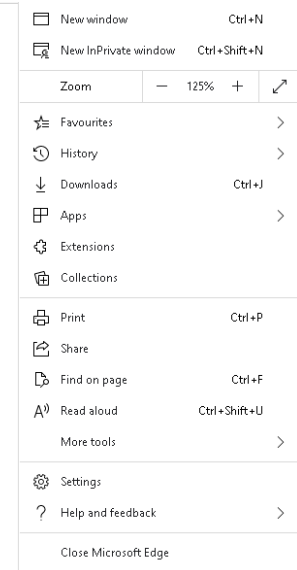 New window Ctrl+N
New InPrivate window Ctrl+Shift+N
Zoom — 125% +
Favourites
History
Downloads Ctrl+J
Apps
Extensions
Collections
Print Ctrl+P
Share
Find on page Ctrl+F
Read aloud Ctrl+Shift+U
More tools
Settings
Help and feedback
Close Microsoft Edge